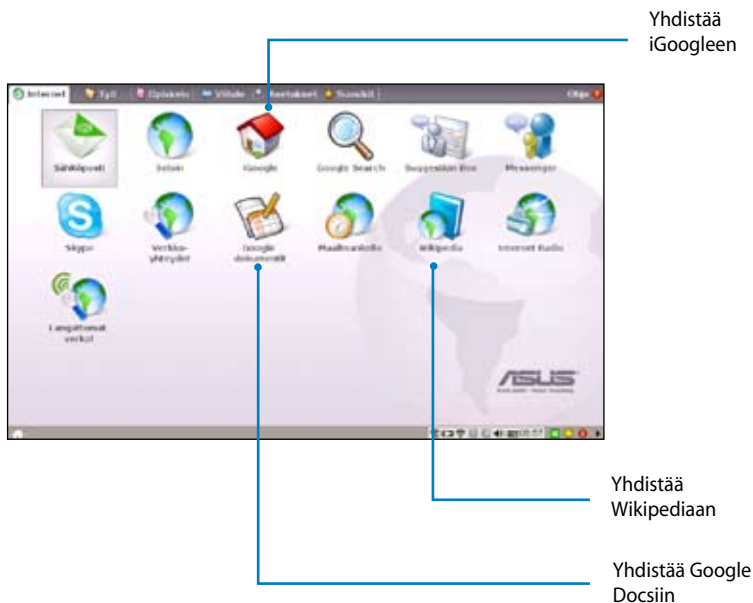 Yhdistää
iGoogleen
Internet Työ Opiskelu Viihde Asetukset Suosikit Ohje
Sähköposti Selain iGoogle Google Search Suggestion Box Messenger
Skype Verkko- Google Maailmankello Wikipedia Internet Radio
yhteydet dokumentit
Langattomat
verkot
ASUS
Yhdistää
Wikipediaan
Yhdistää Google
Docsiin